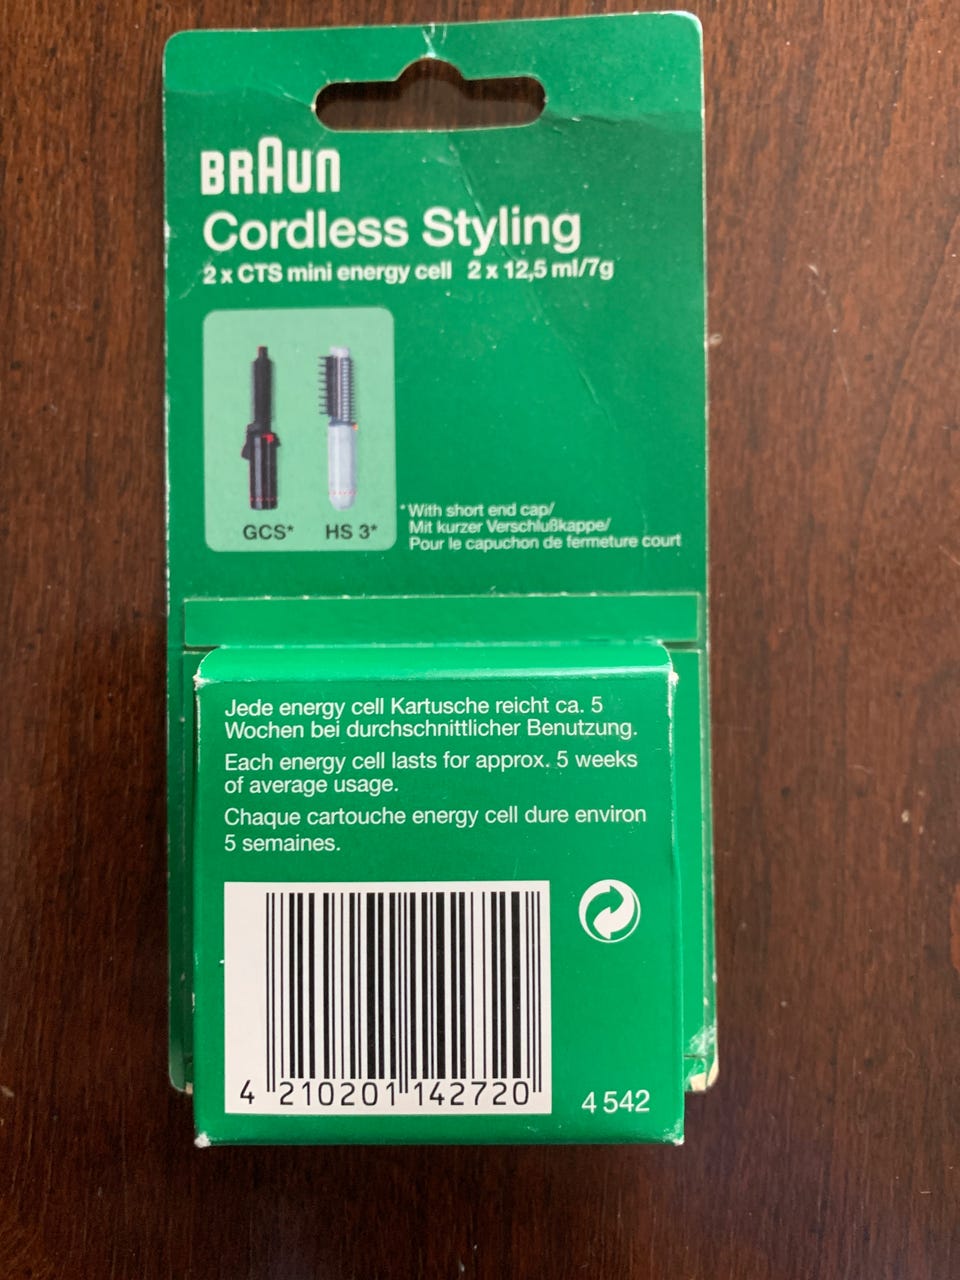 BRAUN
Cordless Styling
2 x CTS mini energy cell 2 x 12,5 ml/7g
GCS* HS 3*
*With short end cap/
Mit kurzer Verschlußkappe/
Pour le capuchon de fermeture court
Jede energy cell Kartusche reicht ca. 5
Wochen bei durchschnittlicher Benutzung.
Each energy cell lasts for approx. 5 weeks
of average usage.
Chaque cartouche energy cell dure environ
5 semaines.
4 210201 142720
4 542